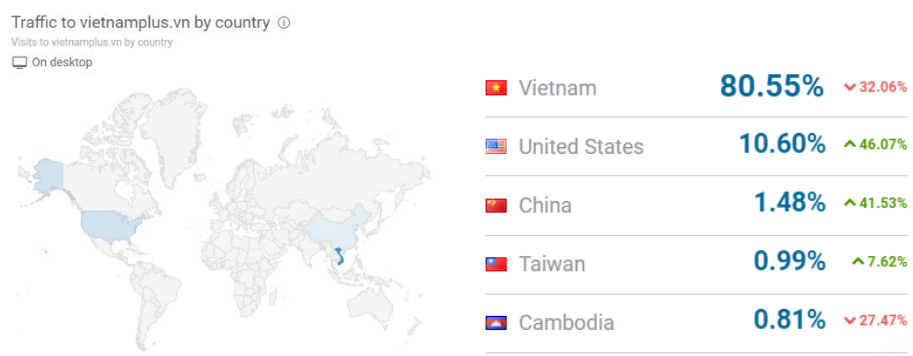 Traffic to vietnamplus.vn by country
Visits to vietnamplus.vn by country
On desktop
Vietnam 80.55% 32.06%
United States 10.60% 46.07%
China 1.48% 41.53%
Taiwan 0.99% 7.62%
Cambodia 0.81% 27.47%